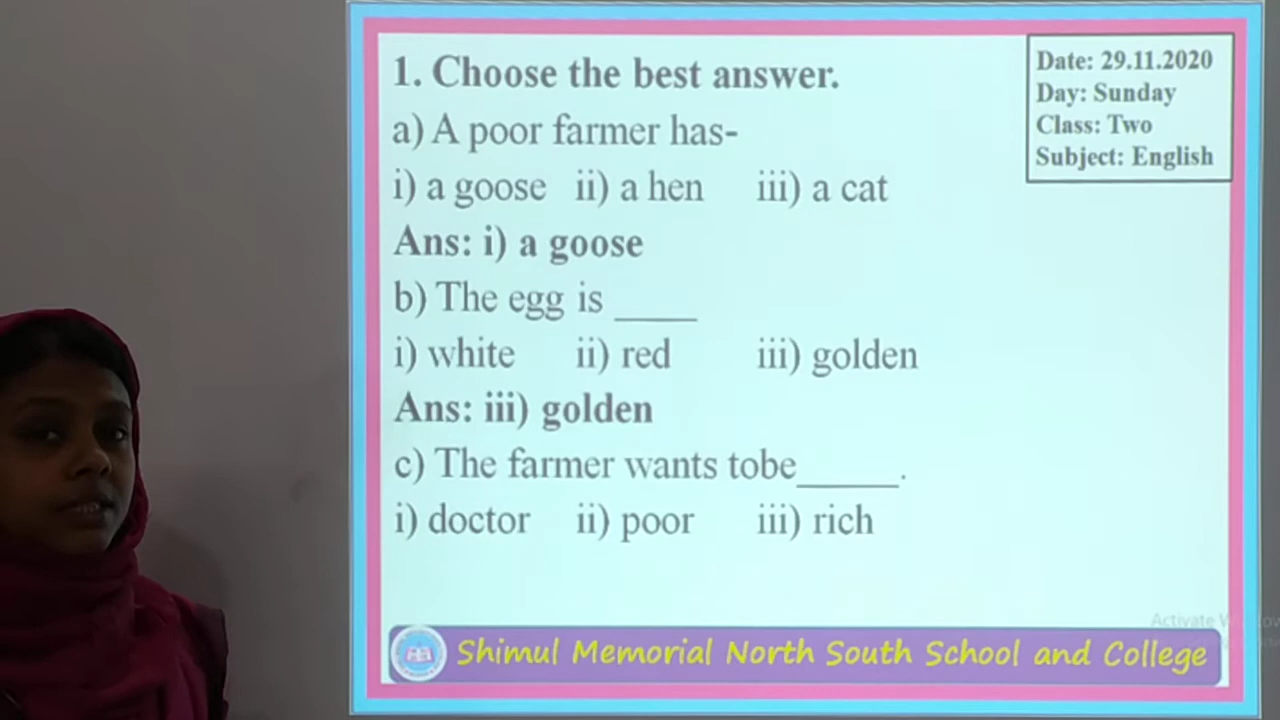 1. Choose the best answer.
a) A poor farmer has-
i) a goose ii) a hen iii) a cat
Ans: i) a goose
b) The egg is _____
i) white ii) red iii) golden
Ans: iii) golden
c) The farmer wants tobe______.
i) doctor ii) poor iii) rich
Date: 29.11.2020
Day: Sunday
Class: Two
Subject: English
Activate
Shimul Memorial North South School and College